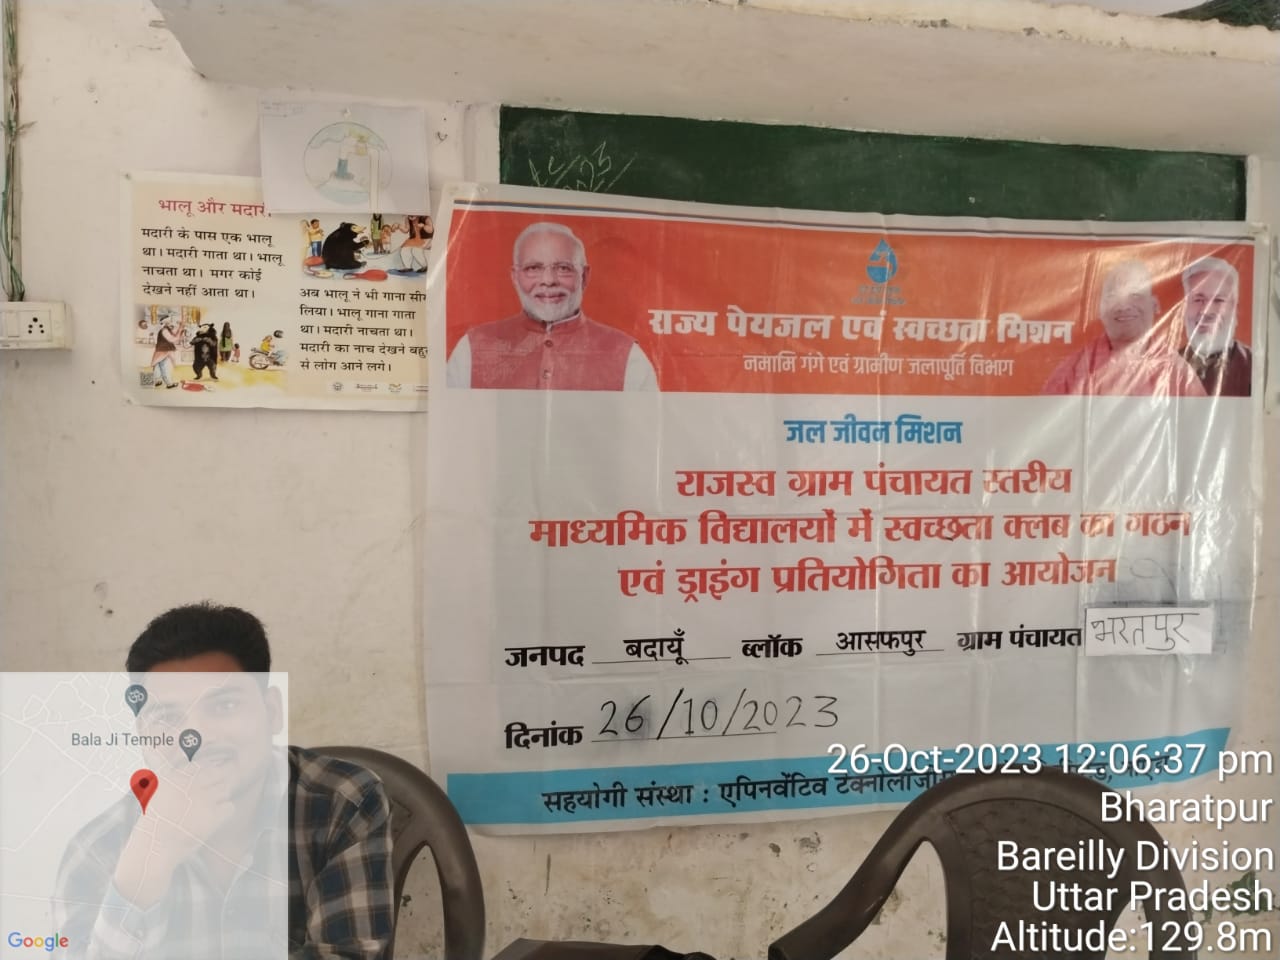 भालू और मदारी
मदारी के पास एक भालू
था। मदारी गाता था। भालू
नाचता था। मगर कोई
देखने नहीं आता था।
अब भालू ने भी गाना सीख
लिया। भालू गाना गाता
था। मदारी नाचता था।
मदारी का नाच देखने बहुत
से लोग आने लगे।
राज्य पेयजल एवं स्वच्छता मिशन
नमामि गंगे एवं ग्रामीण जलापूर्ति विभाग
जल जीवन मिशन
राजस्व ग्राम पंचायत स्तरीय
माध्यमिक विद्यालयों में स्वच्छता क्लब का गठन
एवं ड्राइंग प्रतियोगिता का आयोजन
जनपद बदायूँ ब्लॉक आसफपुर ग्राम पंचायत भरतपुर
दिनांक 26/10/2023
सहयोगी संस्था : एपिनवेंटिव
Bala Ji Temple
Google
26-Oct-2023 12:06:37 pm
Bharatpur
Bareilly Division
Uttar Pradesh
Altitude:129.8m